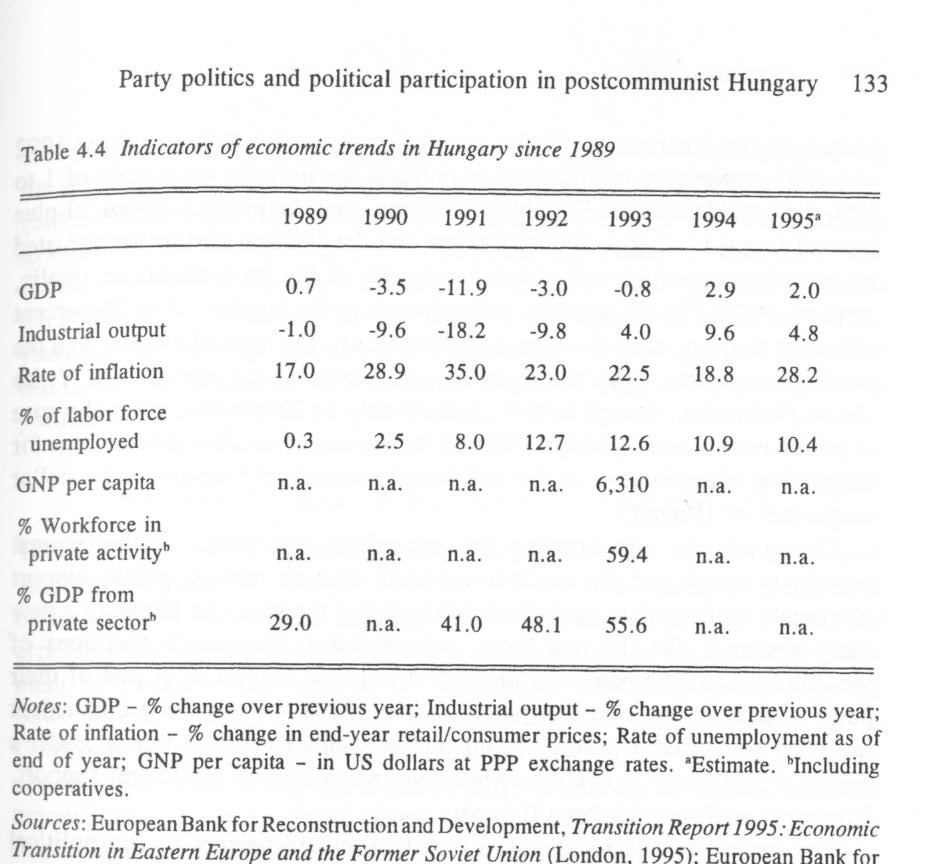 Party politics and political participation in postcommunist Hungary 133
Table 4.4 Indicators of economic trends in Hungary since 1989
1989 1990 1991 1992 1993 1994 1995ᵃ
GDP 0.7 -3.5 -11.9 -3.0 -0.8 2.9 2.0
Industrial output -1.0 -9.6 -18.2 -9.8 4.0 9.6 4.8
Rate of inflation 17.0 28.9 35.0 23.0 22.5 18.8 28.2
% of labor force
unemployed 0.3 2.5 8.0 12.7 12.6 10.9 10.4
GNP per capita n.a. n.a. n.a. n.a. 6,310 n.a. n.a.
% Workforce in
private activityᵇ n.a. n.a. n.a. n.a. 59.4 n.a. n.a.
% GDP from
private sectorᵇ 29.0 n.a. 41.0 48.1 55.6 n.a. n.a.
Notes: GDP – % change over previous year; Industrial output – % change over previous year;
Rate of inflation – % change in end-year retail/consumer prices; Rate of unemployment as of
end of year; GNP per capita – in US dollars at PPP exchange rates. ᵃEstimate. ᵇIncluding
cooperatives.
Sources: European Bank for Reconstruction and Development, Transition Report 1995: Economic
Transition in Eastern Europe and the Former Soviet Union (London, 1995); European Bank for